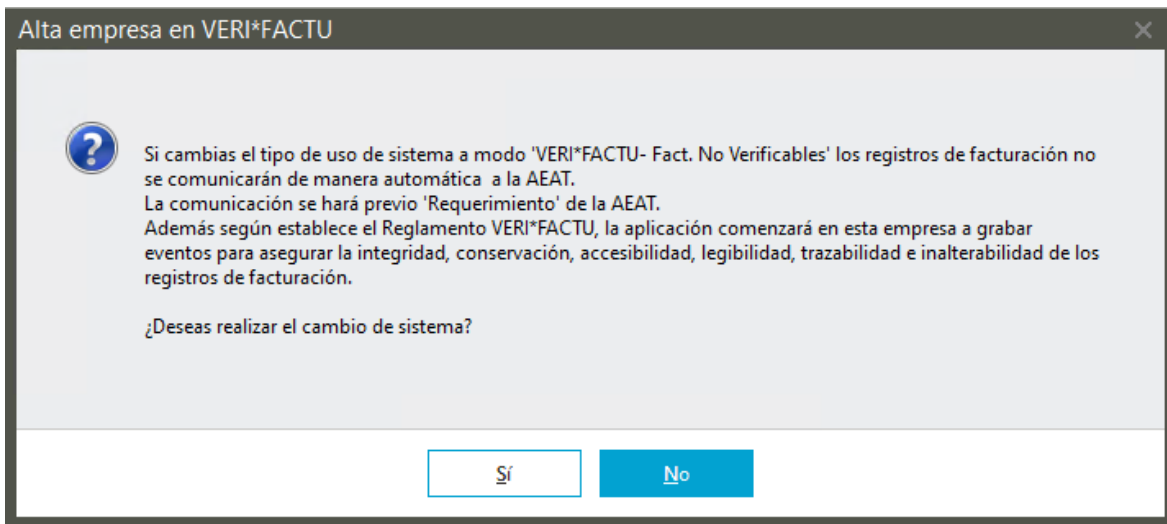 Alta empresa en VERI*FACTU
Si cambias el tipo de uso de sistema a modo 'VERI*FACTU- Fact. No Verificables' los registros de facturación no
se comunicarán de manera automática  a la AEAT.
La comunicación se hará previo 'Requerimiento' de la AEAT.
Además según establece el Reglamento VERI*FACTU, la aplicación comenzará en esta empresa a grabar
eventos para asegurar la integridad, conservación, accesibilidad, legibilidad, trazabilidad e inalterabilidad de los
registros de facturación.
¿Deseas realizar el cambio de sistema?
Sí
No